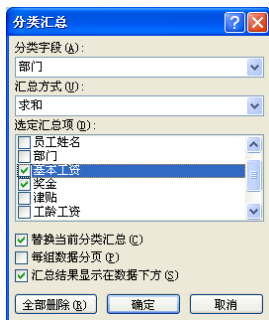 分类汇总
分类字段(A):
部门
汇总方式(U):
求和
选定汇总项(D):
员工姓名
部门
基本工资
奖金
津贴
工龄工资
替换当前分类汇总(C)
每组数据分页(P)
汇总结果显示在数据下方(S)
全部删除(R) 确定 取消